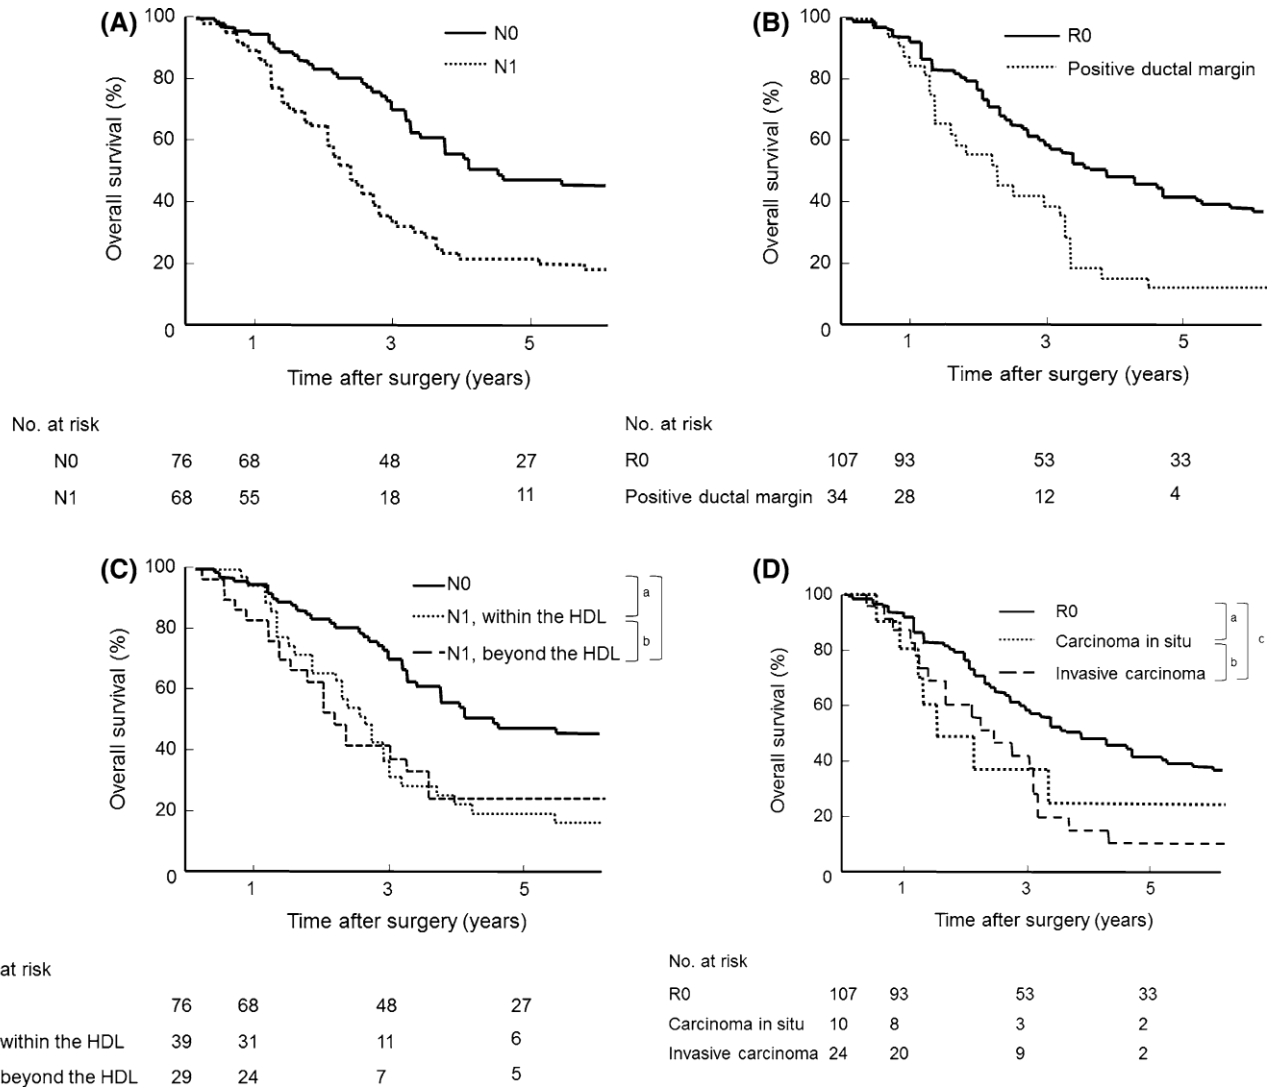 (A)
Overall survival (%)
100
80
60
40
20
0
N0
N1
1 3 5
Time after surgery (years)
No. at risk
N0 76 68 48 27
N1 68 55 18 11
(B)
Overall survival (%)
100
80
60
40
20
0
R0
Positive ductal margin
1 3 5
Time after surgery (years)
No. at risk
R0 107 93 53 33
Positive ductal margin 34 28 12 4
(C)
Overall survival (%)
100
80
60
40
20
0
N0
N1, within the HDL
N1, beyond the HDL
a
b
1 3 5
Time after surgery (years)
at risk
76 68 48 27
within the HDL 39 31 11 6
beyond the HDL 29 24 7 5
(D)
Overall survival (%)
100
80
60
40
20
0
R0
Carcinoma in situ
Invasive carcinoma
a
b
c
1 3 5
Time after surgery (years)
No. at risk
R0 107 93 53 33
Carcinoma in situ 10 8 3 2
Invasive carcinoma 24 20 9 2